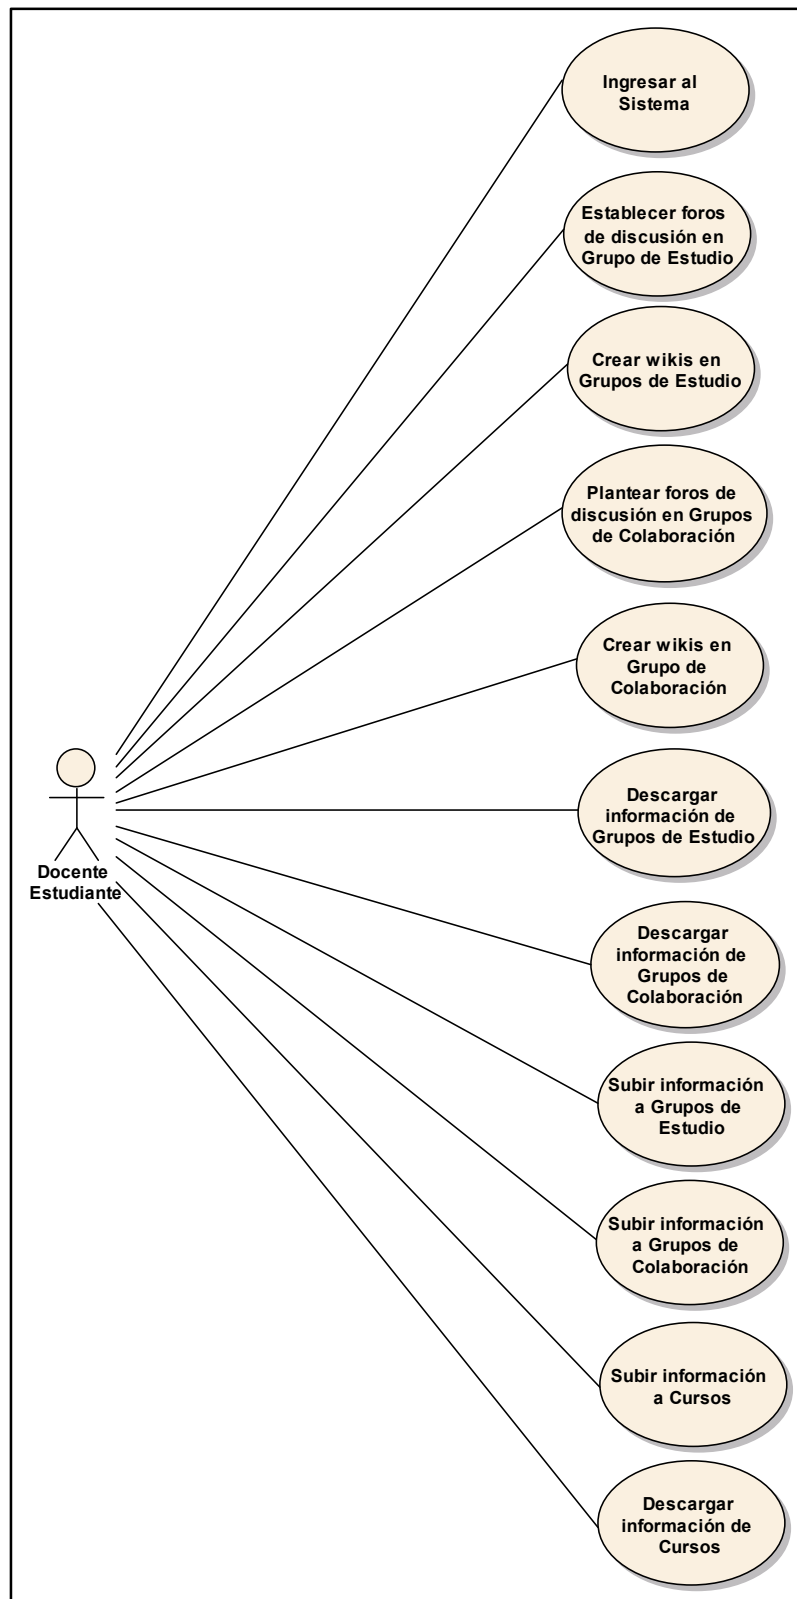 Ingresar al
Sistema
Establecer foros
de discusión en
Grupo de Estudio
Crear wikis en
Grupos de Estudio
Plantear foros de
discusión en Grupos
de Colaboración
Crear wikis en
Grupo de
Colaboración
Docente
Estudiante
Descargar
información de
Grupos de Estudio
Descargar
información de
Grupos de
Colaboración
Subir información
a Grupos de
Estudio
Subir información
a Grupos de
Colaboración
Subir información
a Cursos
Descargar
información de
Cursos